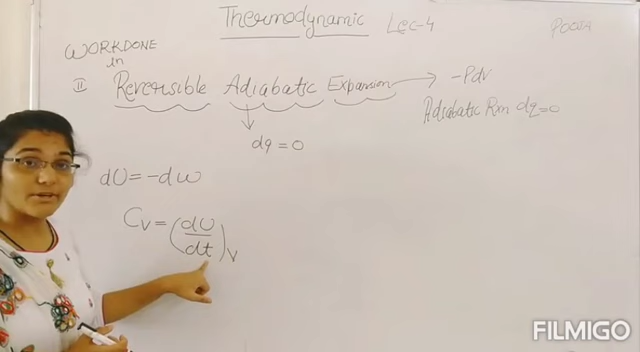 Thermodynamic Lec-4
POOJA
WORKDONE
in
II Reversible Adiabatic Expansion → -PdV
Adiabatic Rxn dq=0
dq = 0
dU = -dw
Cv = (dU/dt)v
FILMIGO